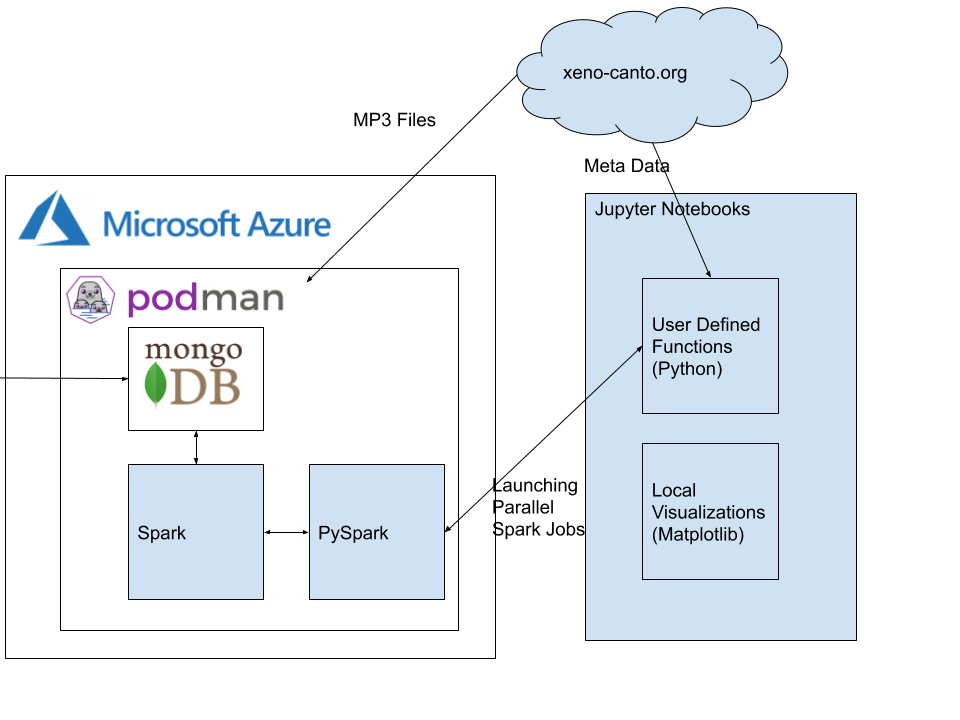 xeno-canto.org
MP3 Files
Meta Data
Microsoft Azure
Jupyter Notebooks
podman
mongo
DB
User Defined
Functions
(Python)
Launching
Parallel
Spark Jobs
Local
Visualizations
(Matplotlib)
Spark
PySpark